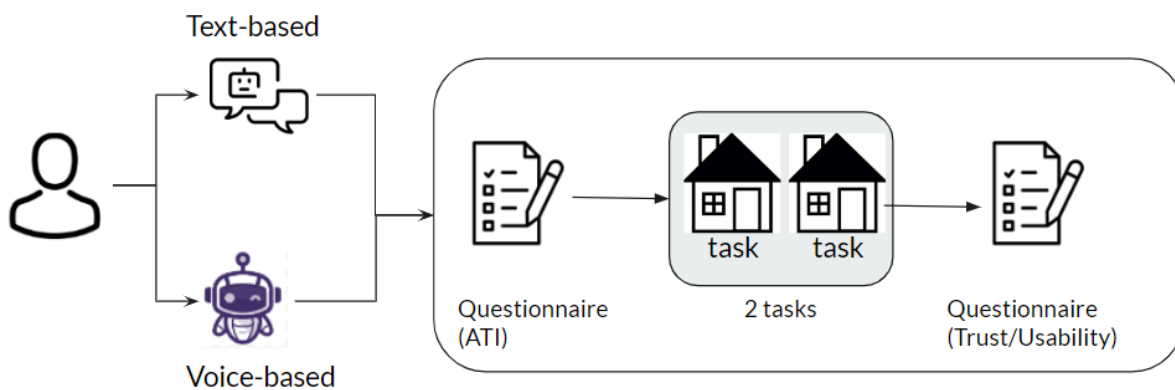 Text-based
Voice-based
Questionnaire
(ATI)
task
task
2 tasks
Questionnaire
(Trust/Usability)